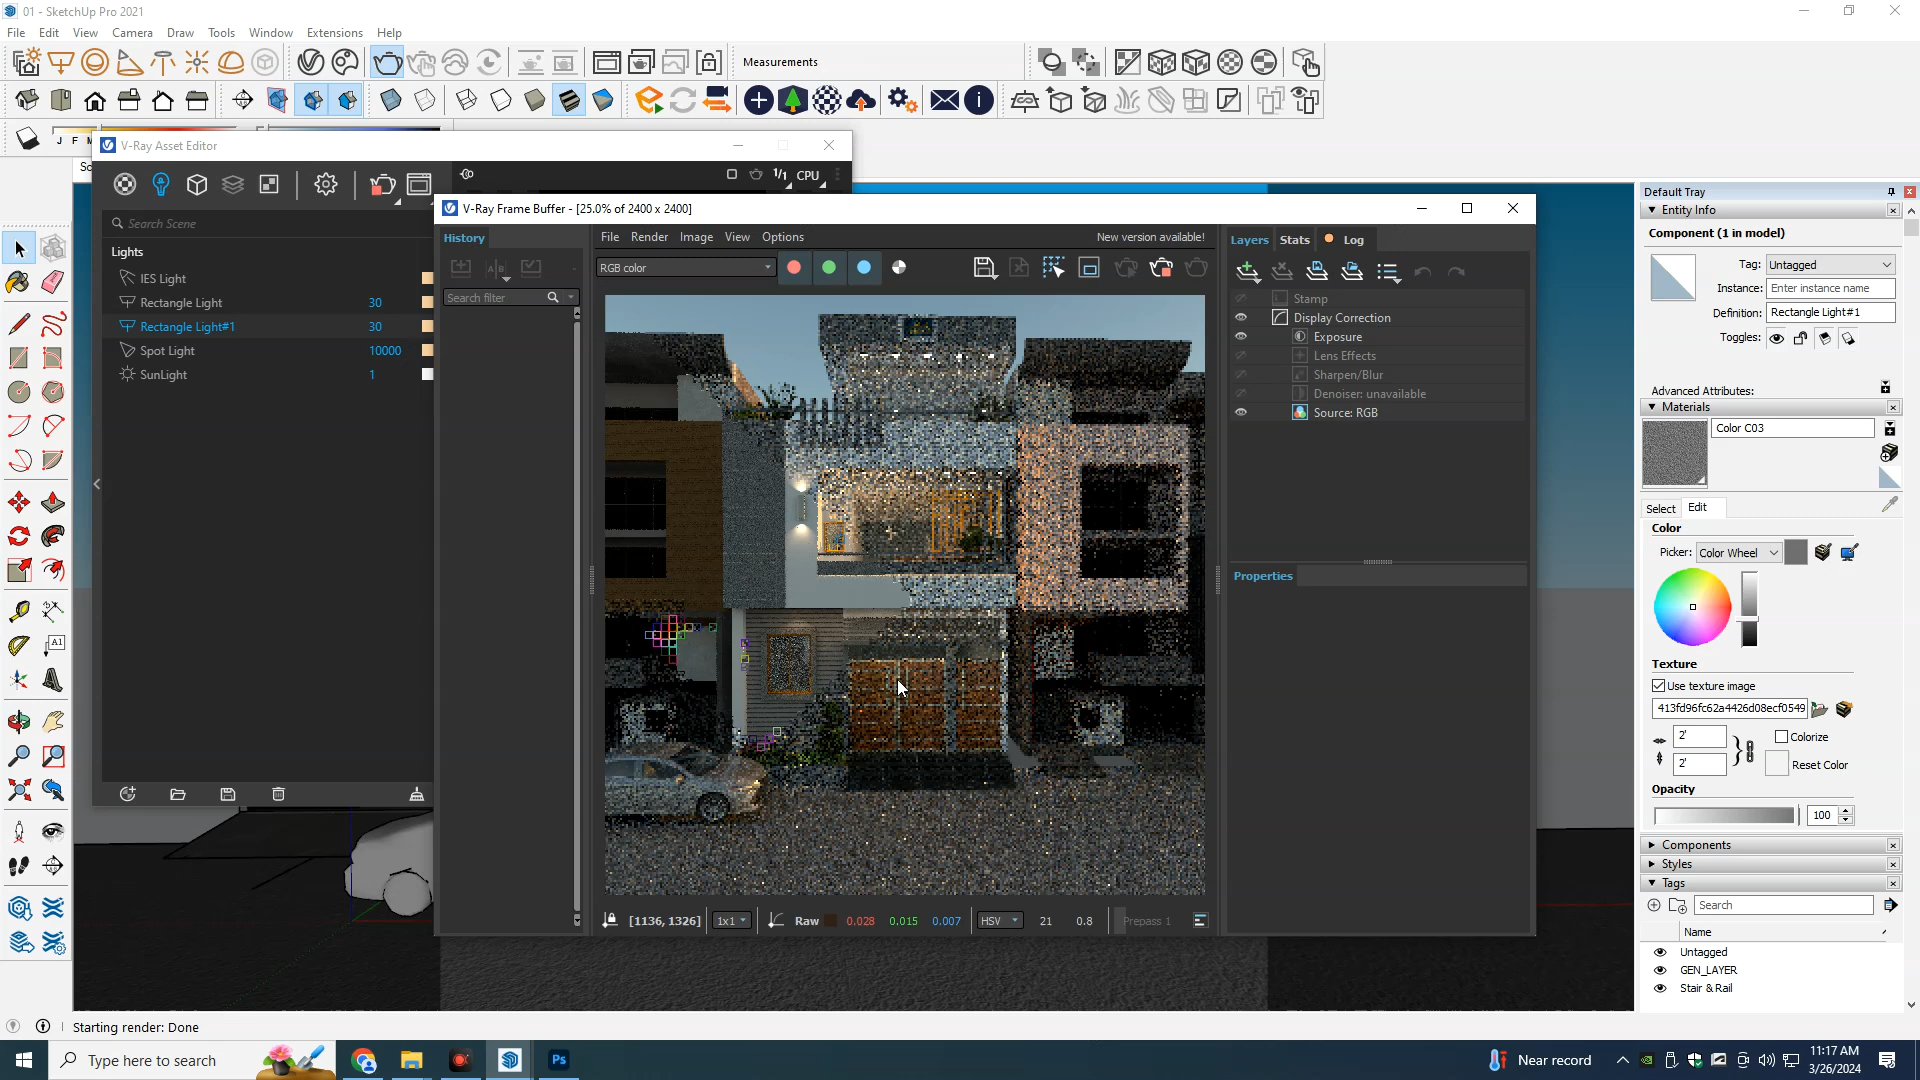 01 - SketchUp Pro 2021
File Edit View Camera Draw Tools Window Extensions Help
Measurements
J F M
Sc
V-Ray Asset Editor
1/1 CPU
Search Scene
Lights
IES Light
Rectangle Light 30
Rectangle Light#1 30
Spot Light 10000
SunLight 1
V-Ray Frame Buffer - [25.0% of 2400 x 2400]
History
File Render Image View Options New version available!
RGB color
Search filter
Layers Stats Log
Stamp
Display Correction
Exposure
Lens Effects
Sharpen/Blur
Denoiser: unavailable
Source: RGB
Properties
[1136, 1326] 1x1 Raw 0.028 0.015 0.007 HSV 21 0.8 Prepass 1
Default Tray
Entity Info
Component (1 in model)
Tag: Untagged
Instance: Enter instance name
Definition: Rectangle Light#1
Toggles:
Advanced Attributes:
Materials
Color C03
Select Edit
Color
Picker: Color Wheel
Texture
Use texture image
413fd96fc62a4426d08ecf0549
2'
Colorize
2'
Reset Color
Opacity
100
Components
Styles
Tags
Search
Name
Untagged
GEN_LAYER
Stair & Rail
A1
Starting render: Done
Type here to search
Ps
Near record
11:17 AM
3/26/2024